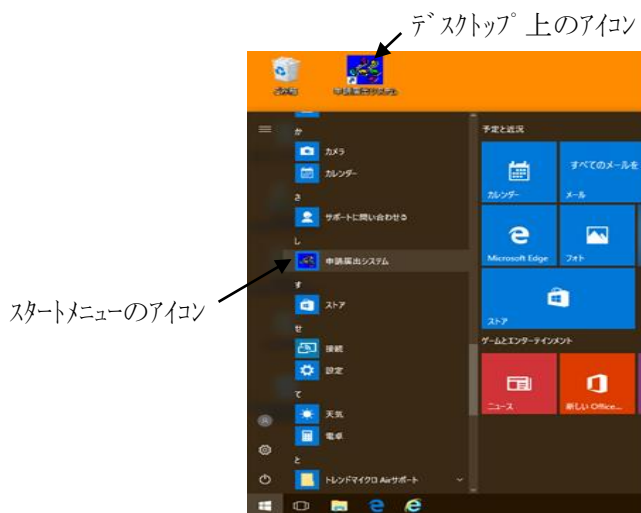 デスクトップ上のアイコン
ごみ箱
申請届出システム
か
予定と近況
カメラ
カレンダー
さ
サポートに問い合わせる
し
申請届出システム
す
ストア
せ
接続
設定
て
天気
電卓
と
トレンドマイクロ Airサポート
すべてのメールを
カレンダー
メール
Microsoft Edge
フォト
ストア
ゲームとエンターテインメント
ニュース
新しい Office...
スタートメニューのアイコン